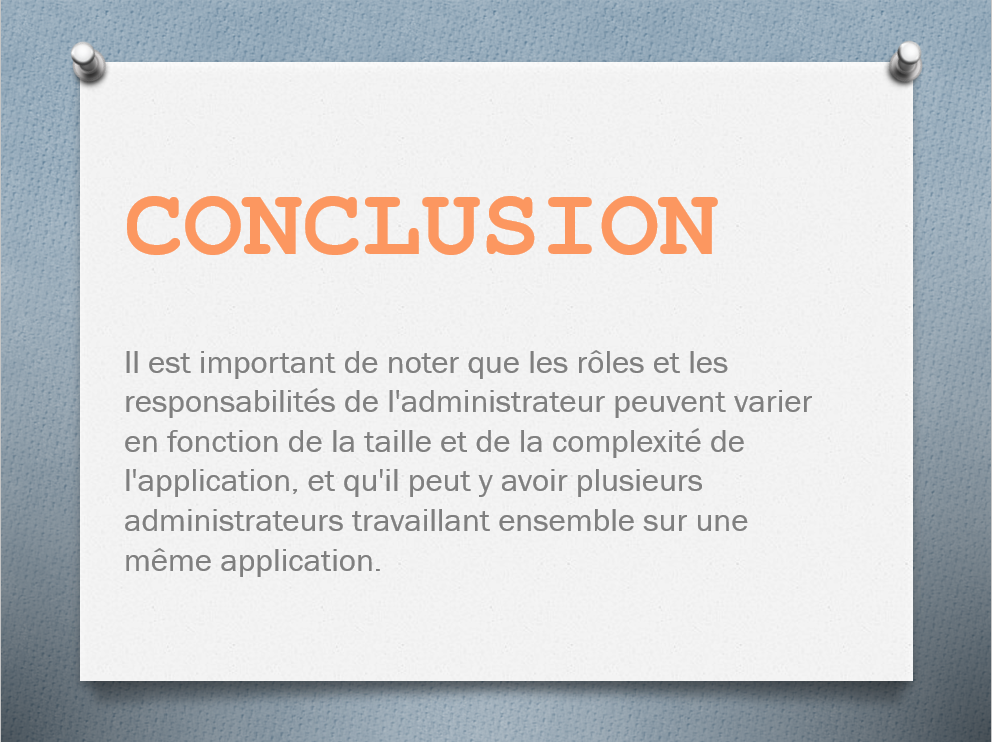 CONCLUSION
Il est important de noter que les rôles et les
responsabilités de l'administrateur peuvent varier
en fonction de la taille et de la complexité de
l'application, et qu'il peut y avoir plusieurs
administrateurs travaillant ensemble sur une
même application.